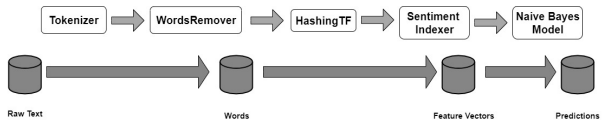 Tokenizer
WordsRemover
HashingTF
Sentiment
Indexer
Naive Bayes
Model
Raw Text
Words
Feature Vectors
Predictions